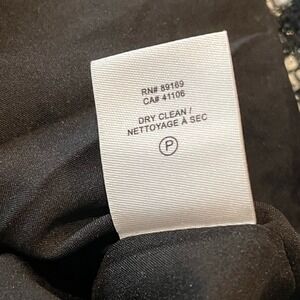 RN# 89169
CA# 41106
DRY CLEAN /
NETTOYAGE À SEC
P